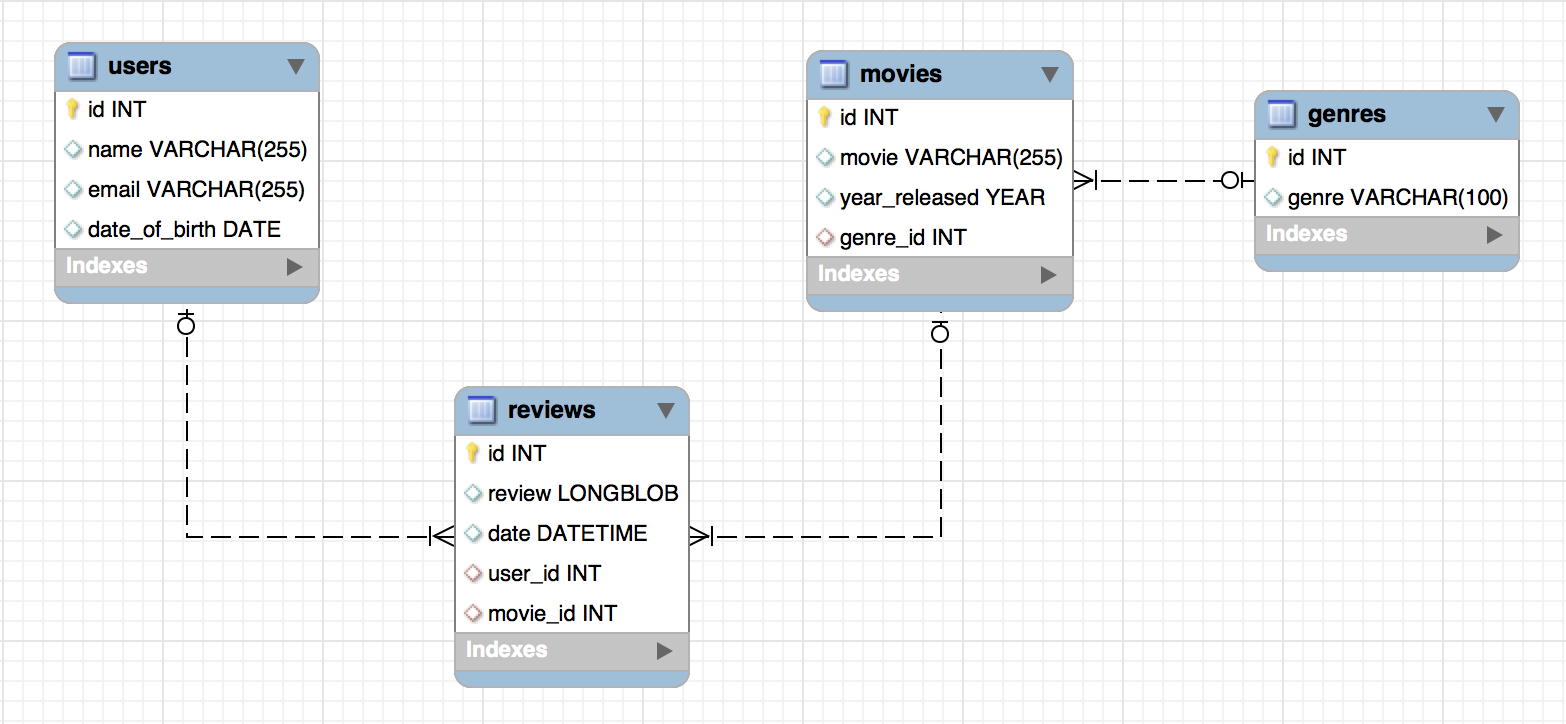 users
id INT
name VARCHAR(255)
email VARCHAR(255)
date_of_birth DATE
Indexes
movies
id INT
movie VARCHAR(255)
year_released YEAR
genre_id INT
Indexes
genres
id INT
genre VARCHAR(100)
Indexes
reviews
id INT
review LONGBLOB
date DATETIME
user_id INT
movie_id INT
Indexes